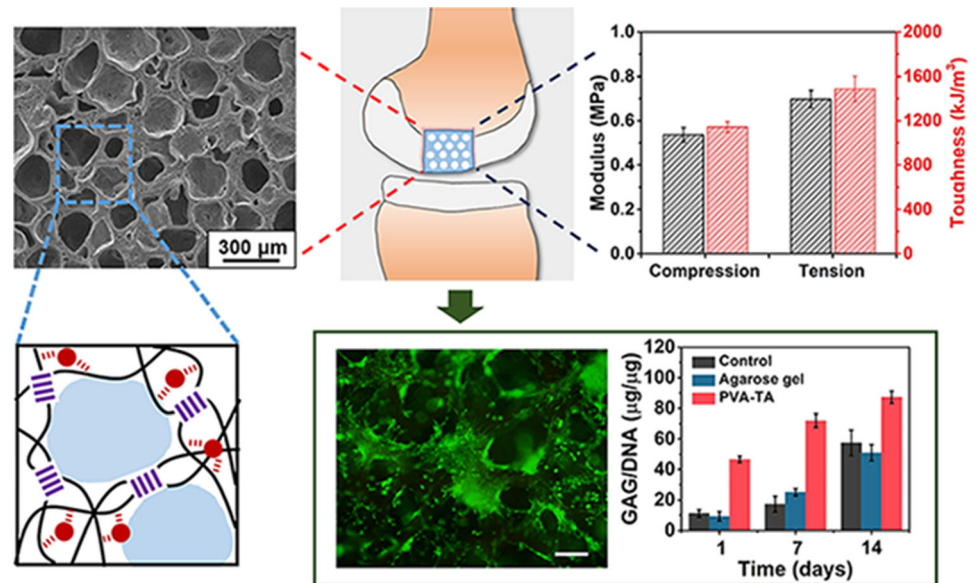 300 µm
Modulus (MPa)
1.0
0.8
0.6
0.4
0.2
0.0
2000
1600
1200
800
400
0
Toughness (kJ/m³)
Compression
Tension
GAG/DNA (µg/µg)
120
100
80
60
40
20
0
Control
Agarose gel
PVA-TA
1
7
14
Time (days)